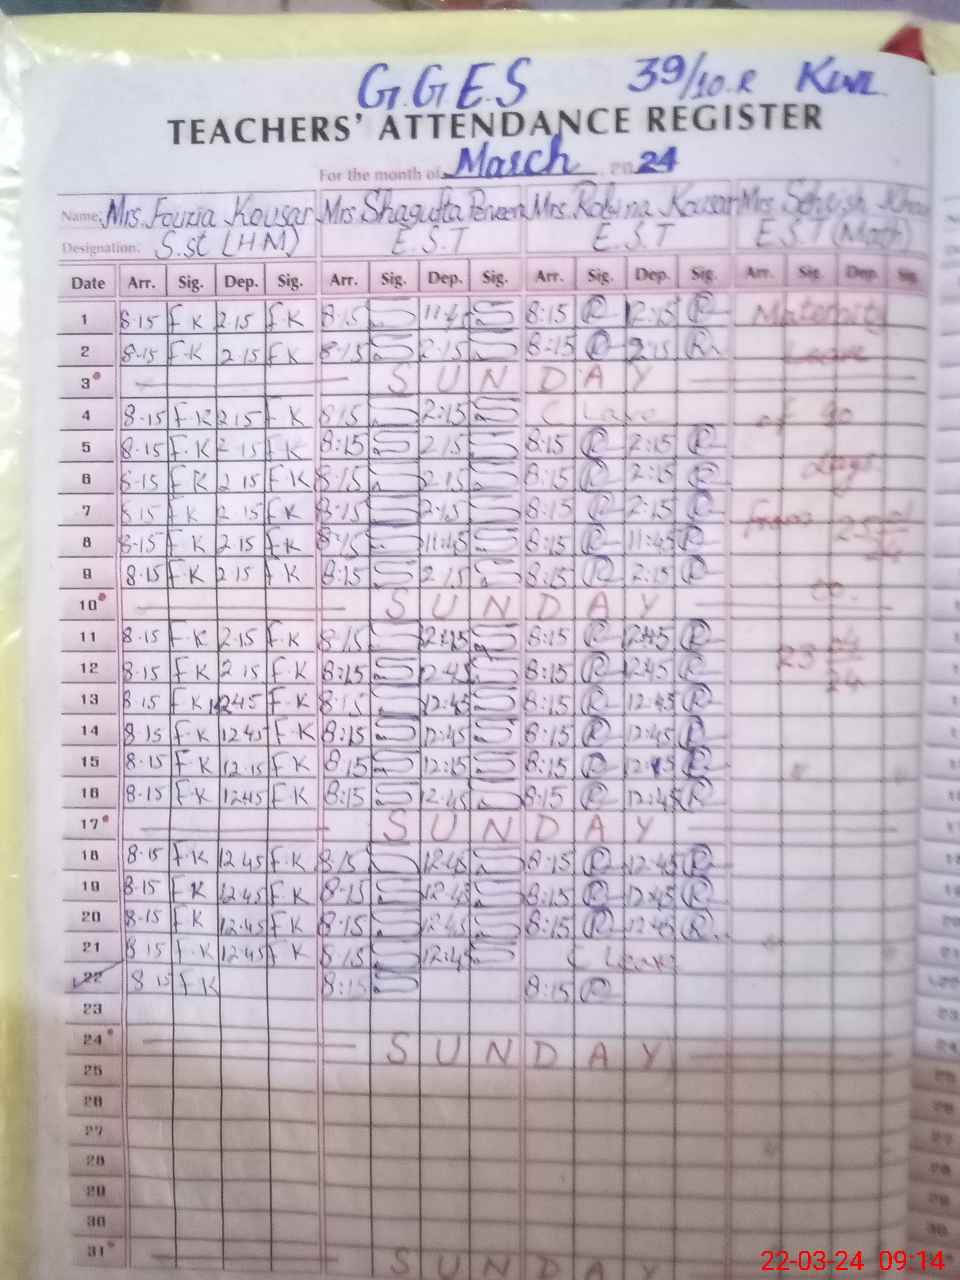 G.G.E.S 39/10.R KWL
TEACHERS' ATTENDANCE REGISTER
For the month of March 2024
Name: Mrs. Fouzia Kousar Mrs Shagufta Perveen Mrs. Robina Kousar Mrs.
Designation. S.st (HM) E.S.T E.S.T E.S.T (Math)
Date Arr. Sig. Dep. Sig. Arr. Sig. Dep. Sig. Arr. Sig. Dep. Sig. Arr. Sig. Dep. Sig.
1 8-15 F K 2.15 F.K 8:15 11:45 8:15 R 12:15 R Maternity
2 8-15 F.K 2.15 F K 8:15 2:15 8:15 R 2:15 R Leave
3 S U N D A Y
4 8-15 F.K 2.15 F K 8:15 2:15 C Leave of 90
5 8-15 F.K 2.15 F.K 8:15 2.15 8:15 R 2:15 R
6 8-15 F K 2.15 F.K 8:15 2.15 8:15 R 2:15 R days
7 8.15 F K 2.15 F.K 8:15 2:15 8:15 R 2:15 R from 25
8 8-15 F K 2.15 F.K 8:15 11:45 8:15 R 11:45 R 24
9 8-15 F.K 2.15 F K 8:15 2.15 8:15 R 2:15 R
10 S U N D A Y
11 8-15 F.K 2.15 F.K 8:15 8:15 R 12:45 R
12 8-15 F K 2.15 F.K 8:15 12.45 8:15 R 12:45 R 23
13 8.15 F K 12.45 F.K 8:15 12:45 8:15 R 12:45 R 24
14 8.15 F.K 12.45 F.K 8:15 12:45 8:15 R 12:45 R
15 8-15 F.K 12.15 F K 8:15 12:15 8:15 R 12:15 R
16 8-15 F.K 12.45 F K 8:15 12.45 8:15 R 12:45 R
17 S U N D A Y
18 8-15 F.K 12.45 F.K 8:15 12:45 8:15 R 12:45 R
19 8-15 F K 12.45 F.K 8-15 12:45 8:15 R 12:45 R
20 8-15 F K 12.45 F K 8:15 12:45 8:15 R 12:45 R
21 8 15 F.K 12.45 F K 8:15 12:45 C Leave
22 8 15 F K 8:15 8:15 R
23
24 S U N D A Y
25
26
27
28
29
30
31 S U N D A Y
22-03-24 09:14